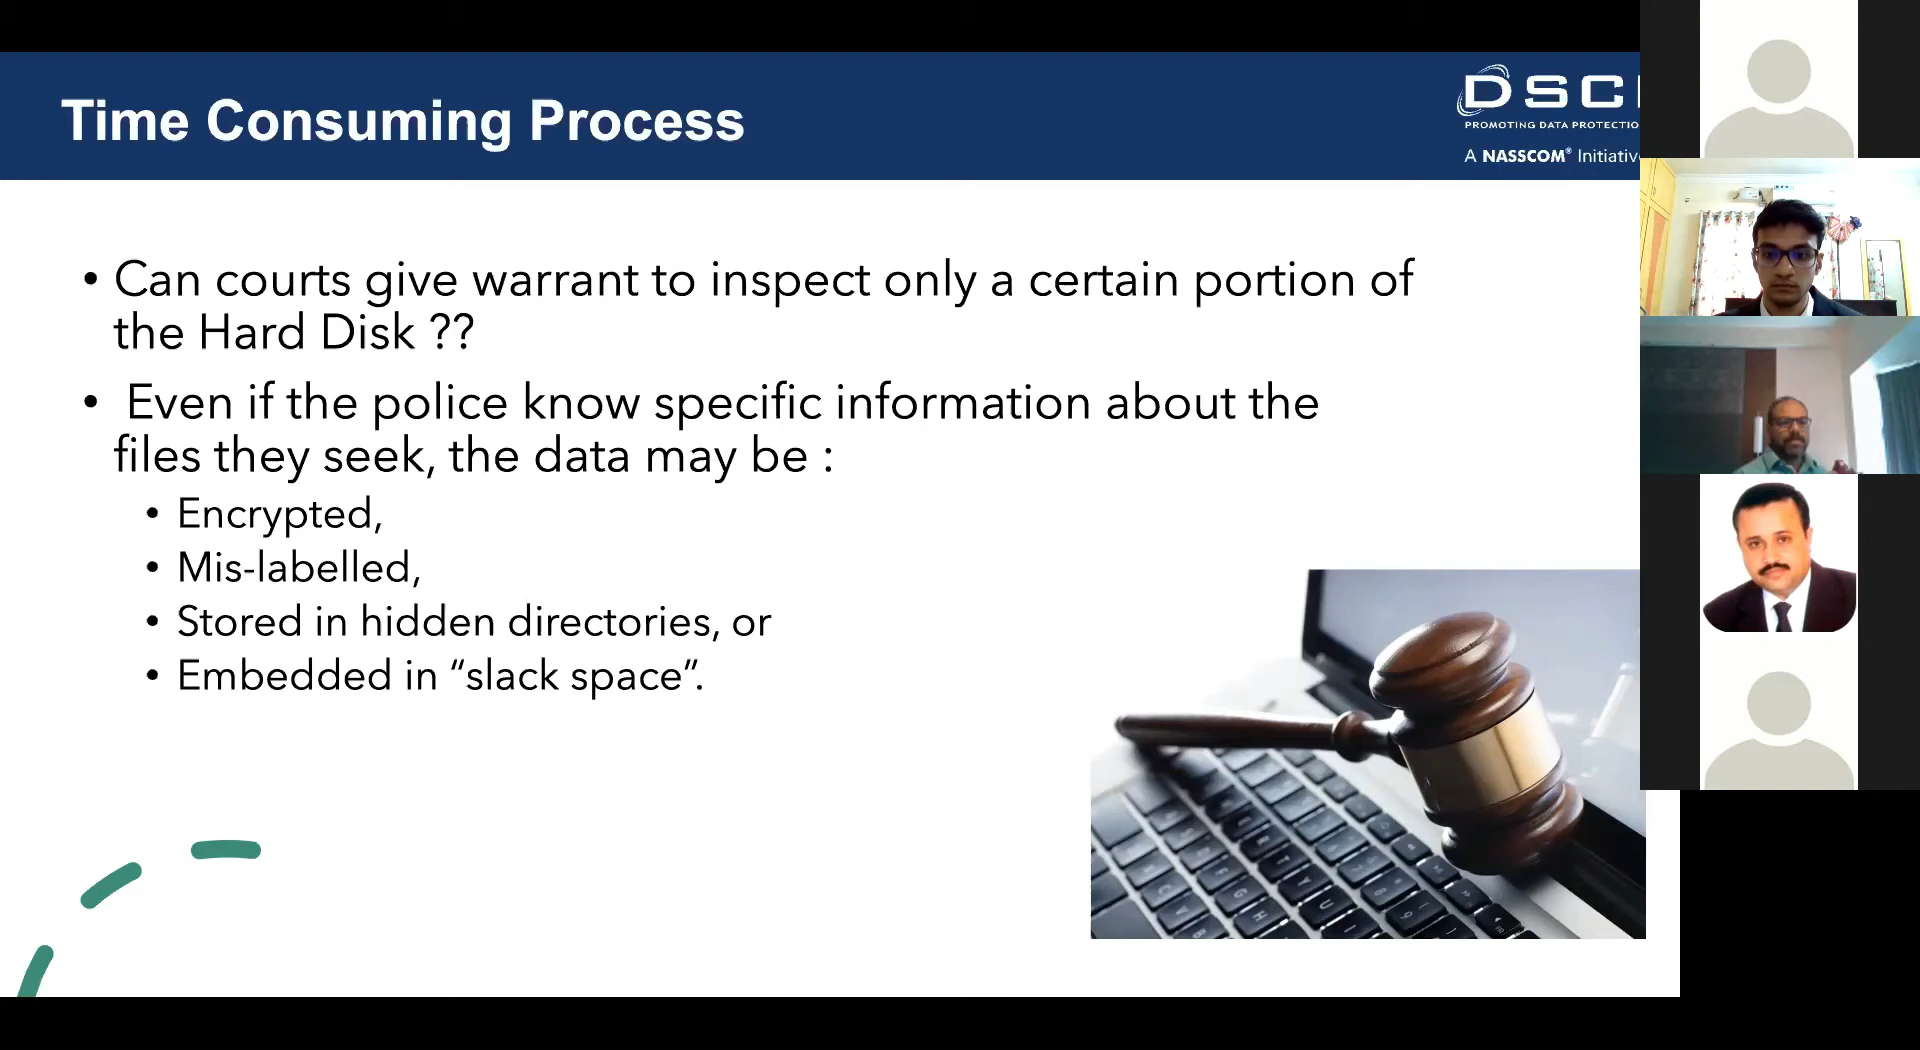 Time Consuming Process
DSC
PROMOTING DATA PROTECTIO
A NASSCOM® Initiativ
• Can courts give warrant to inspect only a certain portion of
the Hard Disk ??
• Even if the police know specific information about the
files they seek, the data may be :
• Encrypted,
• Mis-labelled,
• Stored in hidden directories, or
• Embedded in “slack space”.